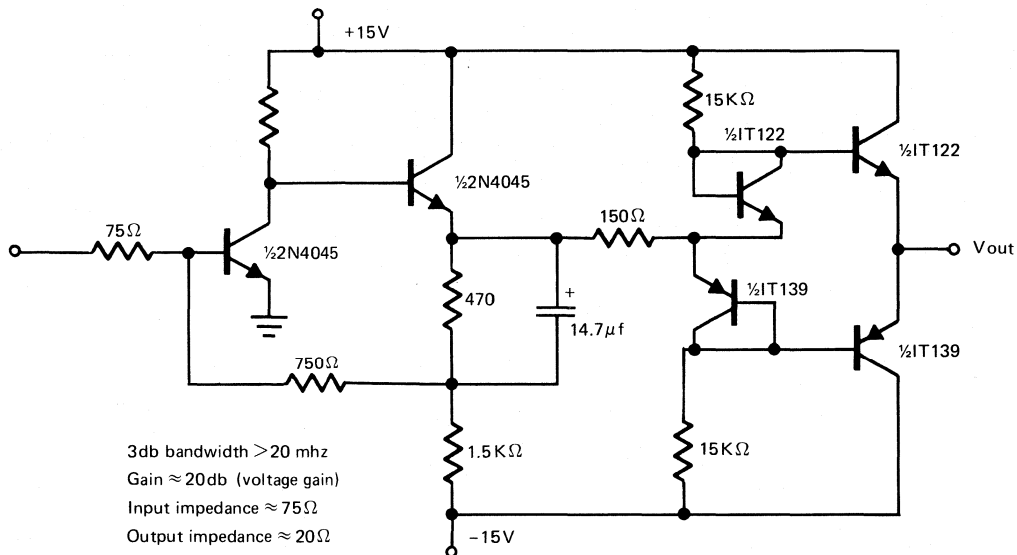 +15V
15KΩ
½IT122
½IT122
½2N4045
75Ω
½2N4045
150Ω
Vout
470
+
14.7µf
½IT139
½IT139
750Ω
1.5KΩ
15KΩ
3db bandwidth >20 mhz
Gain ≈ 20db (voltage gain)
Input impedance ≈ 75Ω
Output impedance ≈ 20Ω
−15V